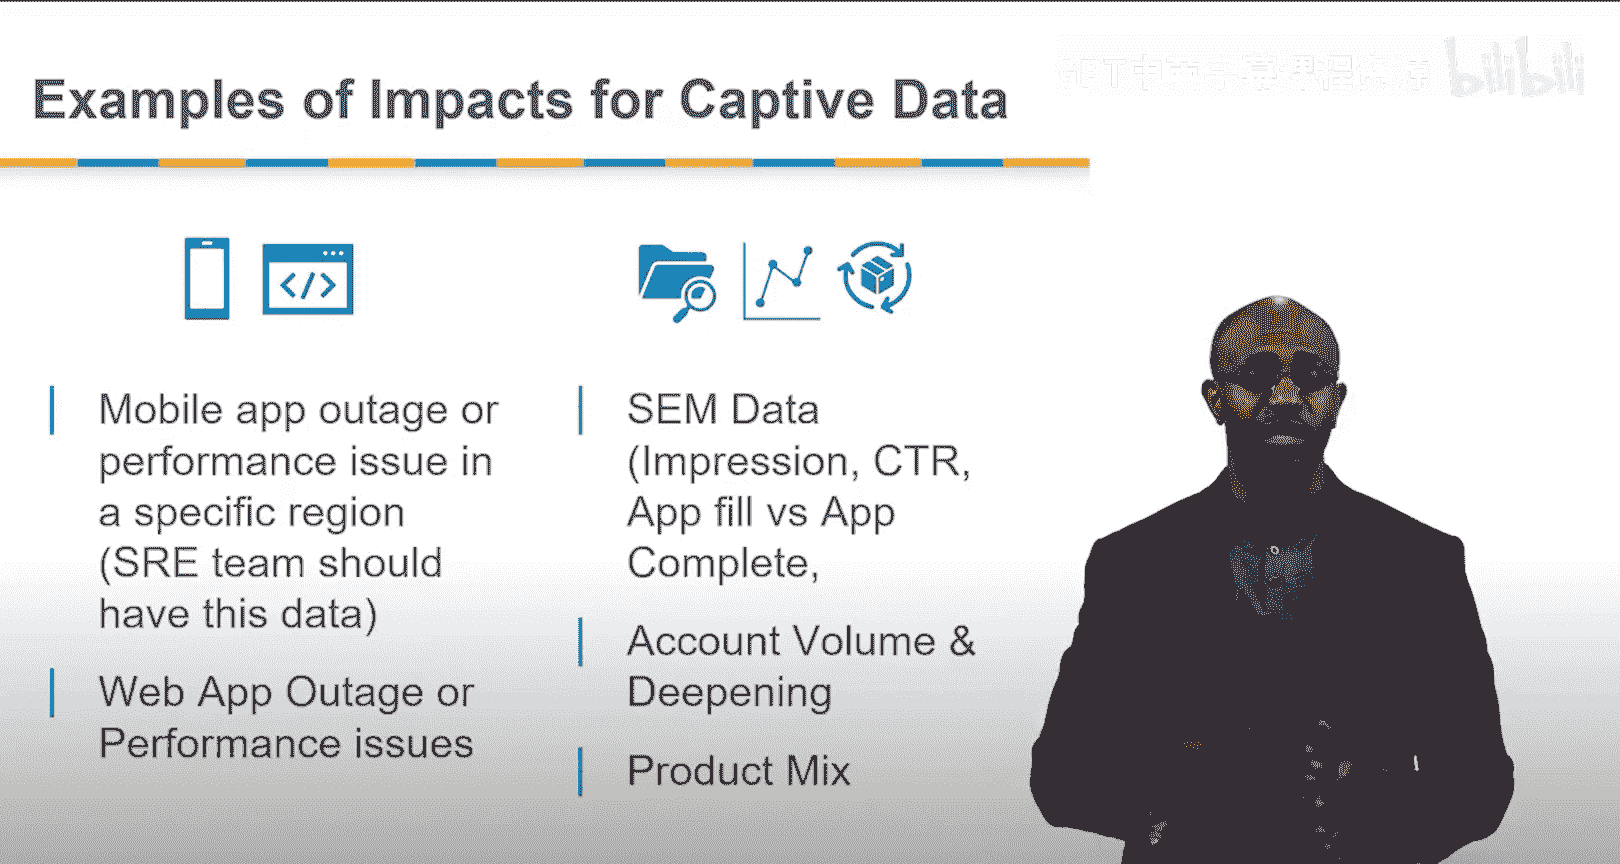 Examples of Impacts for Captive Data
Mobile app outage or
performance issue in
a specific region
(SRE team should
have this data)
Web App Outage or
Performance issues
SEM Data
(Impression, CTR,
App fill vs App
Complete,
Account Volume &
Deepening
Product Mix
</>
bilibili